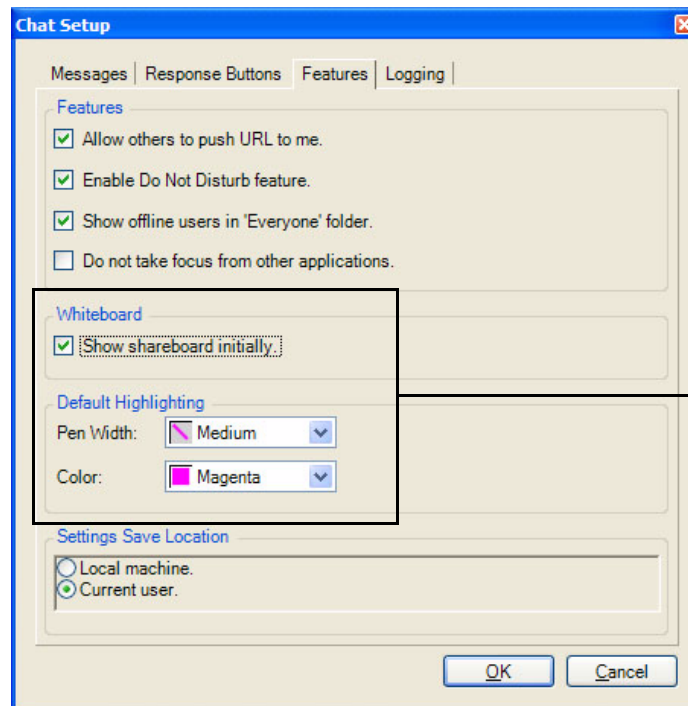 Chat Setup
Messages Response Buttons Features Logging
Features
Allow others to push URL to me.
Enable Do Not Disturb feature.
Show offline users in 'Everyone' folder.
Do not take focus from other applications.
Whiteboard
Show shareboard initially.
Default Highlighting
Pen Width: Medium
Color: Magenta
Settings Save Location
Local machine.
Current user.
OK Cancel